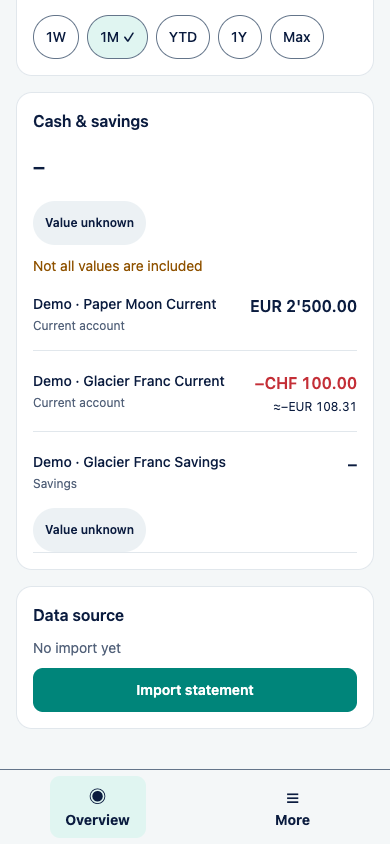 1W
1M ✓
YTD
1Y
Max
Cash & savings
–
Value unknown
Not all values are included
Demo · Paper Moon Current
EUR 2'500.00
Current account
Demo · Glacier Franc Current
–CHF 100.00
Current account
≈–EUR 108.31
Demo · Glacier Franc Savings
–
Savings
Value unknown
Data source
No import yet
Import statement
Overview
More